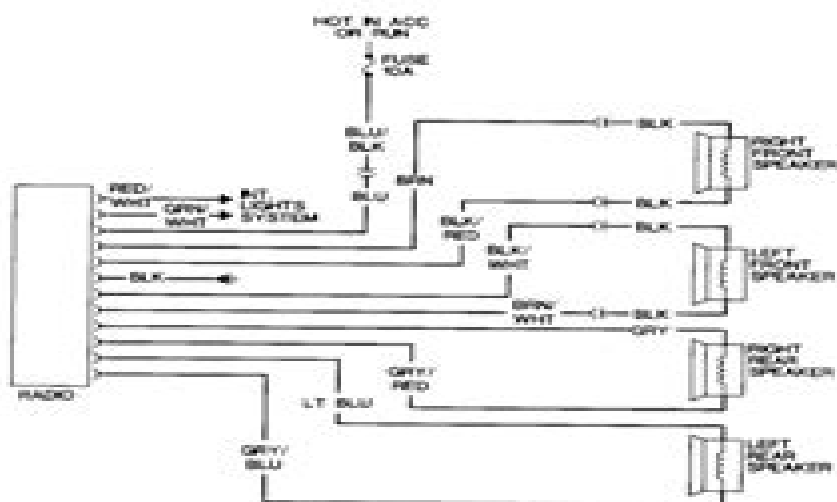 HOT IN ACC
OR RUN
FUSE
10A
BLU/
BLK
BLU
BRN
BLK
RIGHT
FRONT
SPEAKER
BLK
RED/
WHT
GRN/
WHT
INT.
LIGHTS
SYSTEM
BLK/
RED
BLK/
WHT
BLK
LEFT
FRONT
SPEAKER
BLK
BLK
BRN/
WHT
GRY
RIGHT
REAR
SPEAKER
GRY/
RED
LT BLU
RADIO
GRY/
BLU
LEFT
REAR
SPEAKER